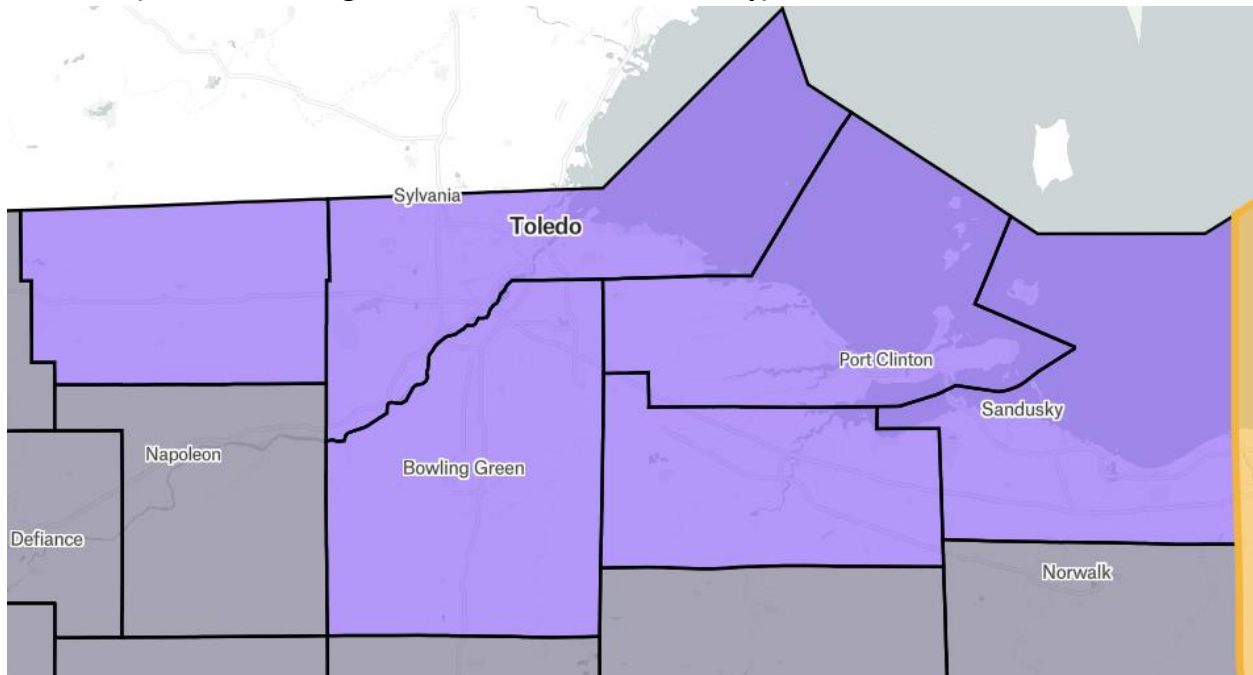 Sylvania
Toledo
Port Clinton
Sandusky
Napoleon
Bowling Green
Defiance
Norwalk